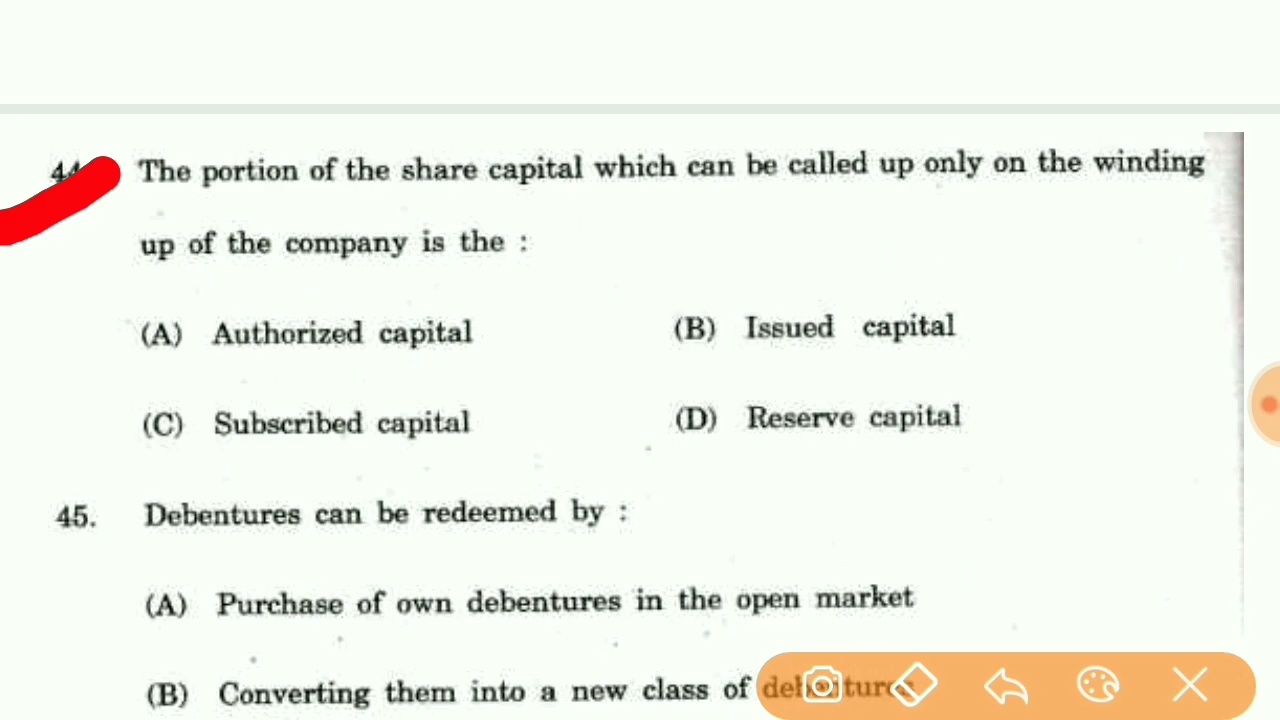 The portion of the share capital which can be called up only on the winding
up of the company is the :
(A) Authorized capital (B) Issued capital
(C) Subscribed capital (D) Reserve capital
45. Debentures can be redeemed by :
(A) Purchase of own debentures in the open market
(B) Converting them into a new class of debentures